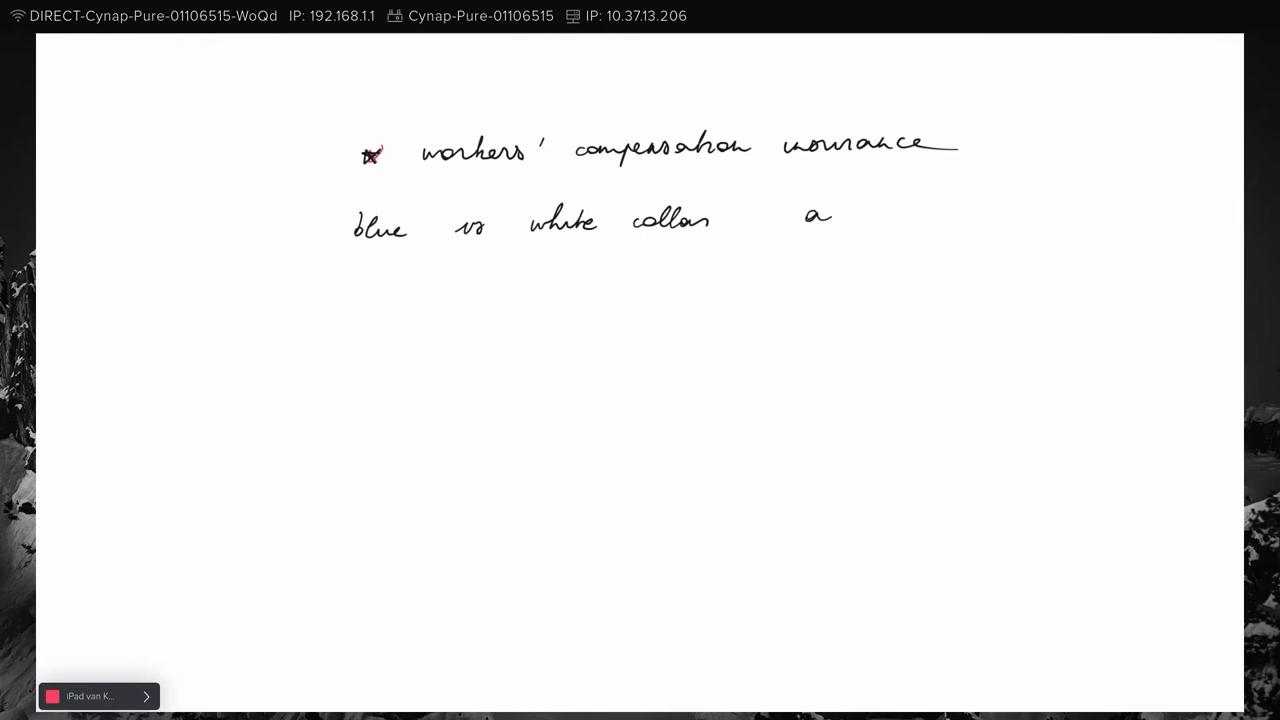 DIRECT-Cynap-Pure-01106515-WoQd IP: 192.168.1.1 Cynap-Pure-01106515 IP: 10.37.13.206
workers' compensation insurance
blue vs white collar a
iPad van K...